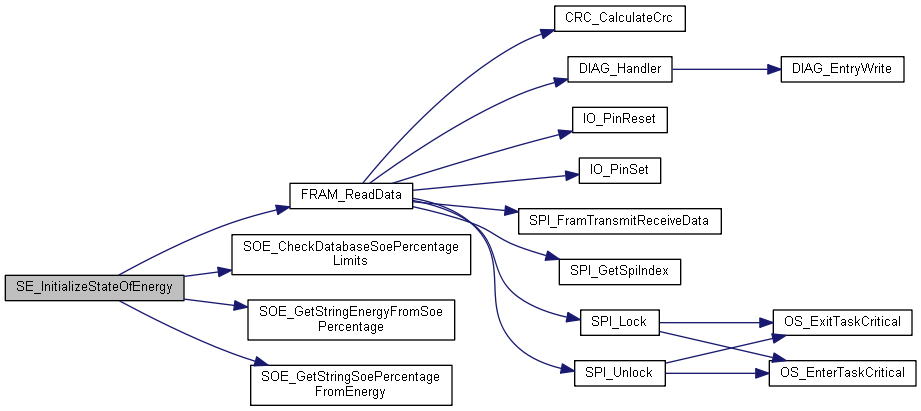 CRC_CalculateCrc
DIAG_Handler
DIAG_EntryWrite
IO_PinReset
IO_PinSet
FRAM_ReadData
SPI_FramTransmitReceiveData
SOE_CheckDatabaseSoePercentage
Limits
SPI_GetSpiIndex
SE_InitializeStateOfEnergy
SOE_GetStringEnergyFromSoe
Percentage
SPI_Lock
OS_ExitTaskCritical
SPI_Unlock
OS_EnterTaskCritical
SOE_GetStringSoePercentage
FromEnergy